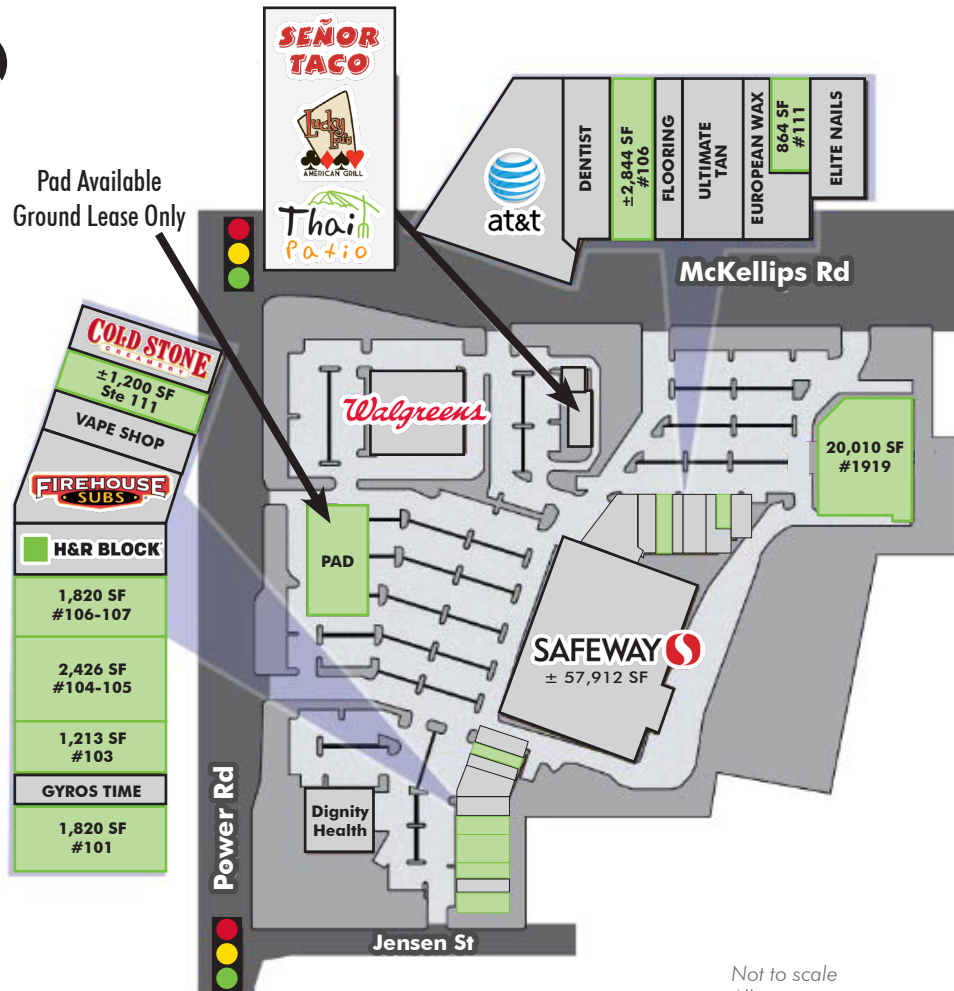 SEÑOR
TACO
Lucky
Lou's
AMERICAN GRILL
Thai
Patio
Pad Available
Ground Lease Only
at&t
DENTIST
±2,844 SF
#106
FLOORING
ULTIMATE
TAN
EUROPEAN WAX
864 SF
#111
ELITE NAILS
McKellips Rd
COLD STONE
CREAMERY
±1,200 SF
Ste 111
VAPE SHOP
FIREHOUSE
SUBS
H&R BLOCK
1,820 SF
#106-107
2,426 SF
#104-105
1,213 SF
#103
GYROS TIME
1,820 SF
#101
Walgreens
PAD
20,010 SF
#1919
SAFEWAY
± 57,912 SF
Dignity
Health
Power Rd
Jensen St
Not to scale